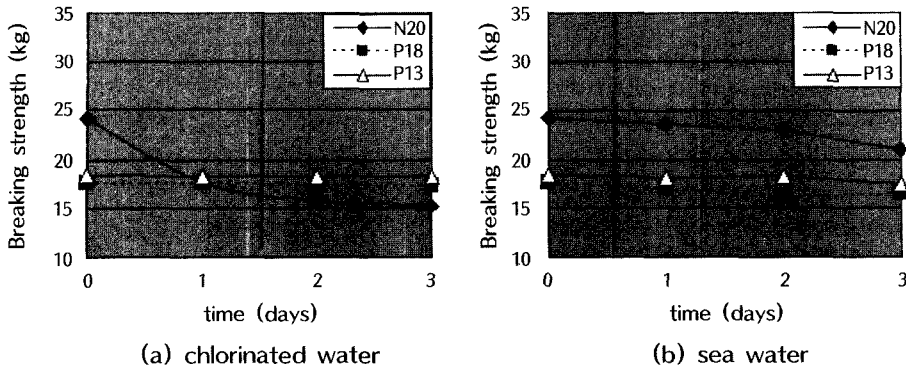 Breaking strength (kg)
35
30
25
20
15
10
0
1
2
3
time (days)
N20
P18
P13
(a) chlorinated water
Breaking strength (kg)
35
30
25
20
15
10
0
1
2
3
time (days)
N20
P18
P13
(b) sea water